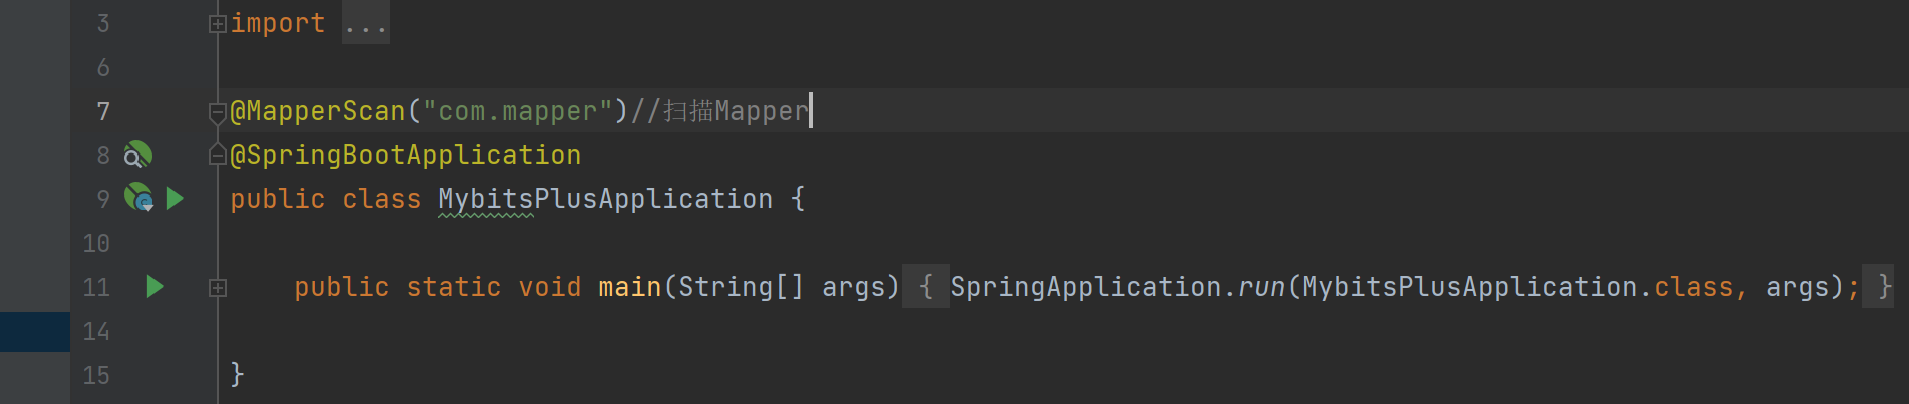 3 import ...
6
7 @MapperScan("com.mapper")//扫描Mapper
8 @SpringBootApplication
9 public class MybitsPlusApplication {
10
11 public static void main(String[] args) { SpringApplication.run(MybitsPlusApplication.class, args); }
14
15 }